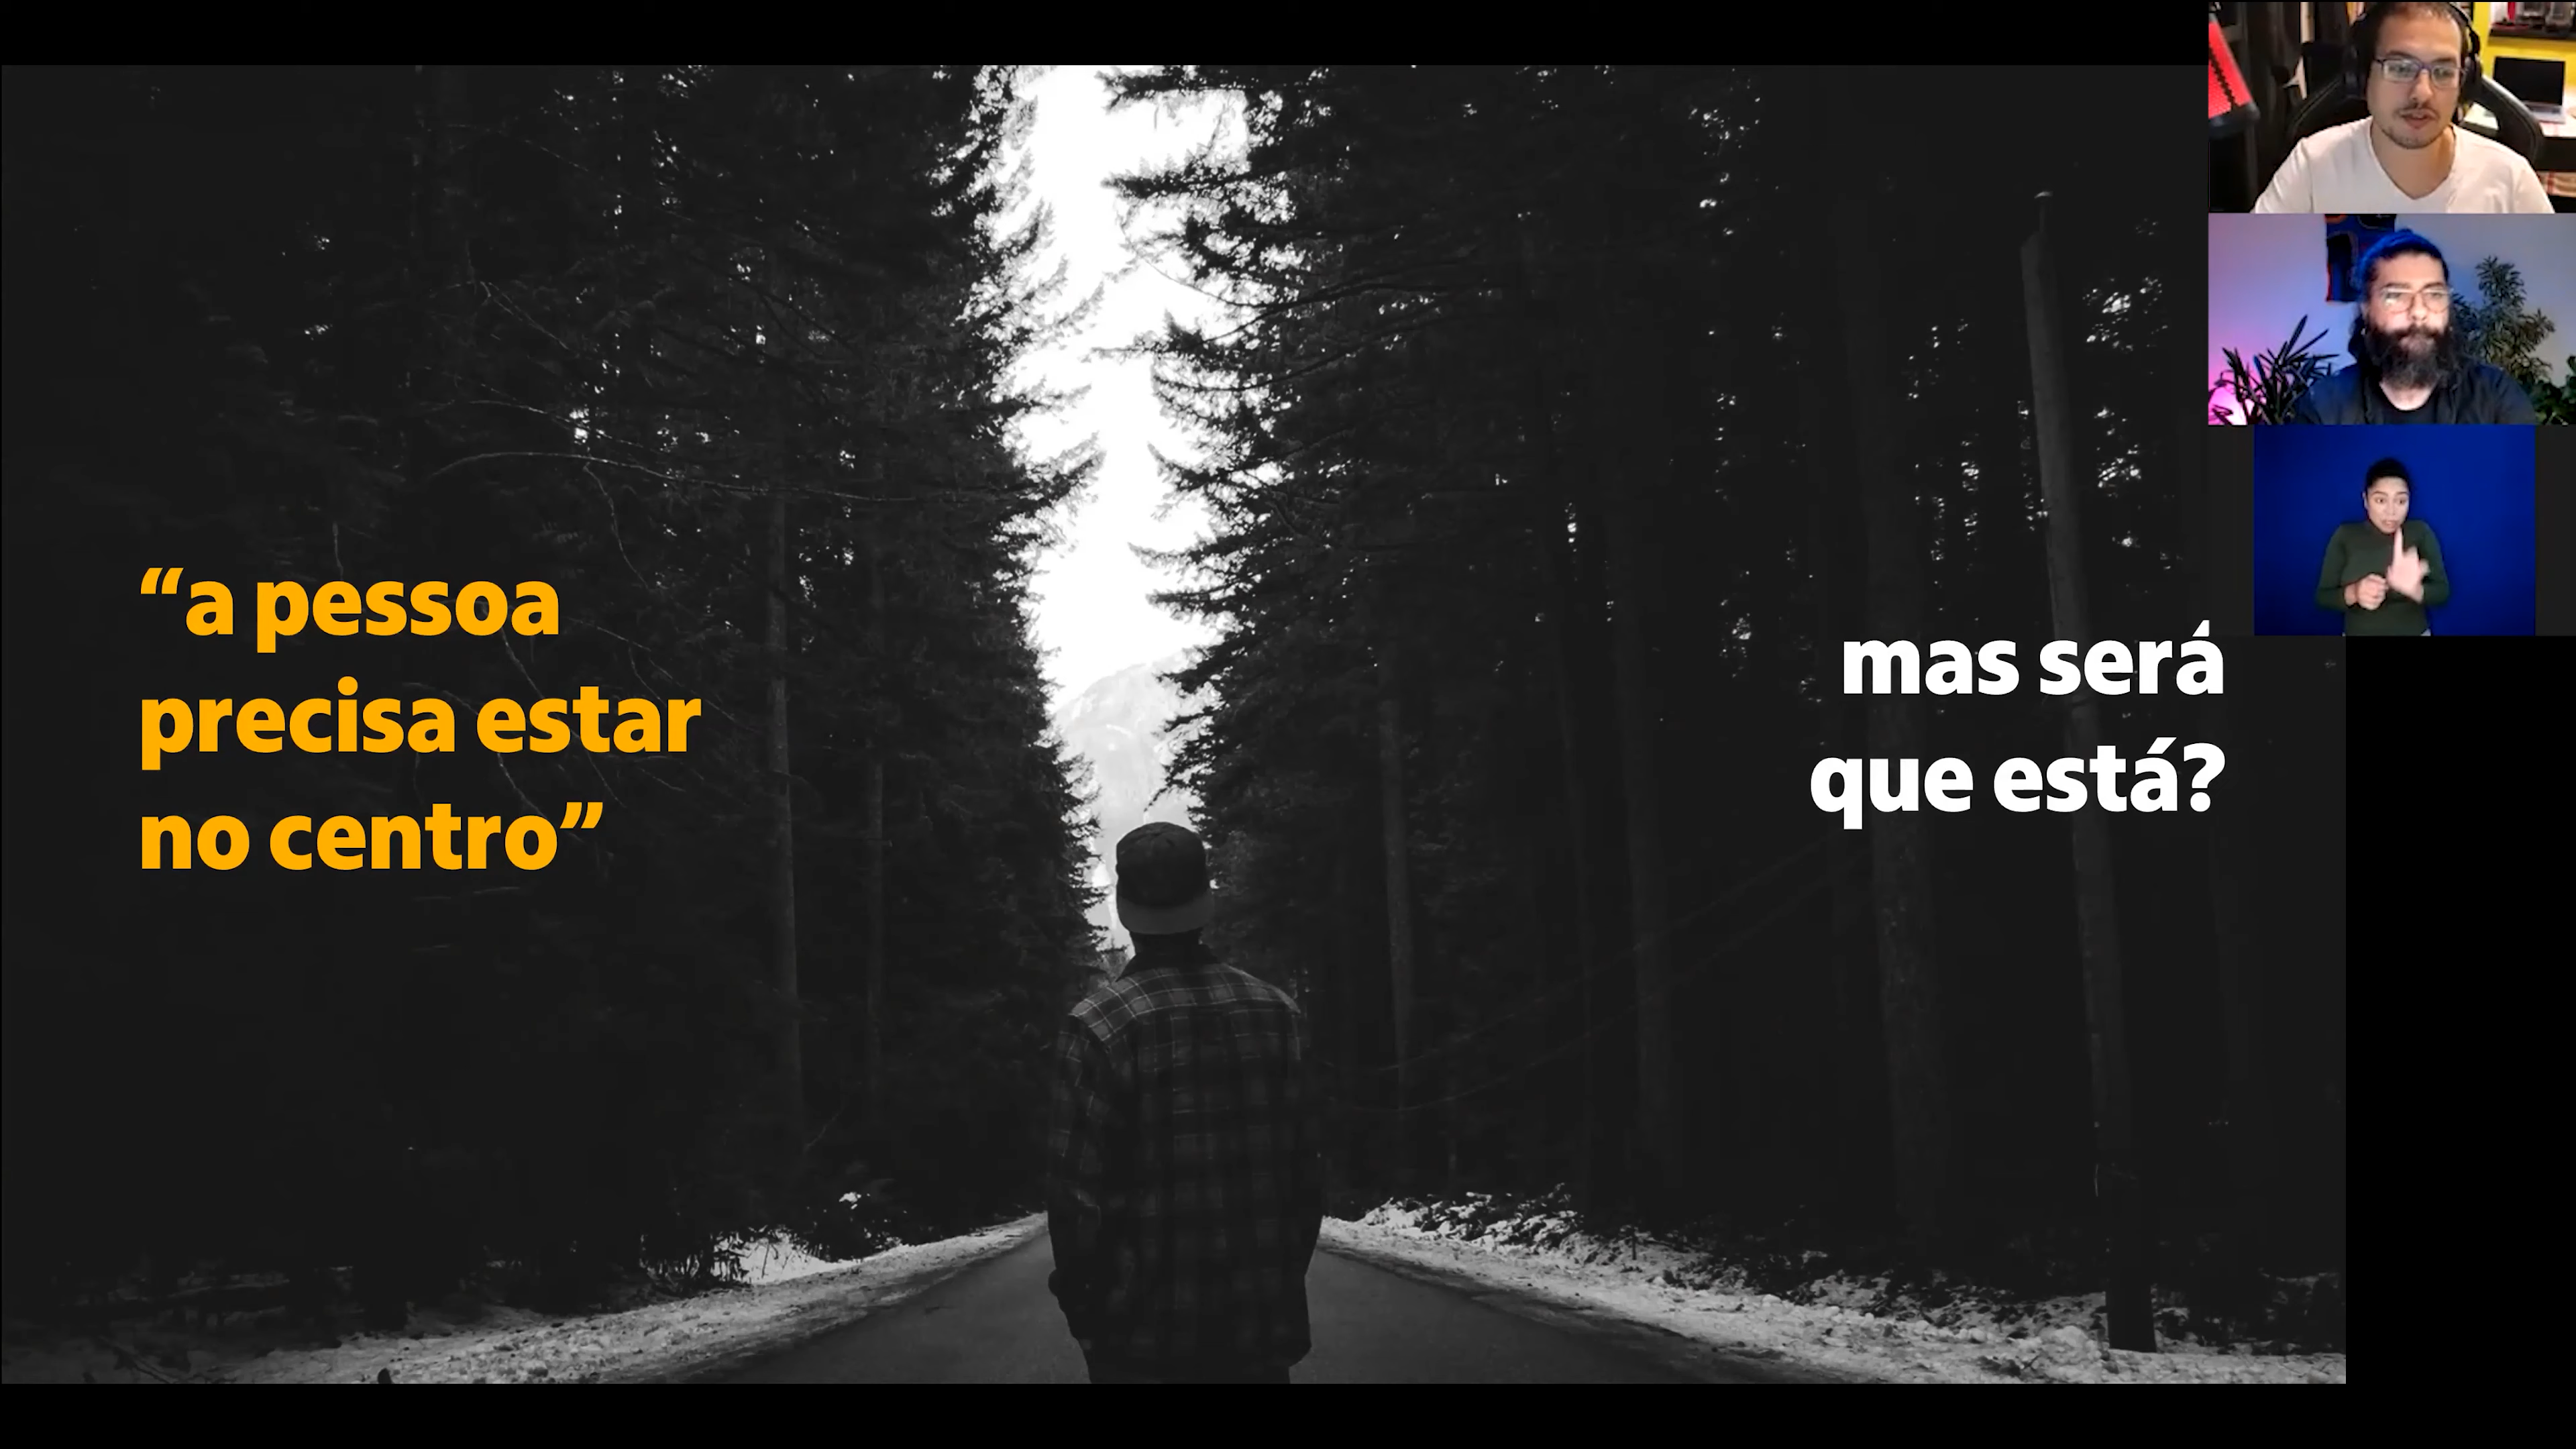 “a pessoa
precisa estar
no centro”
mas será
que está?